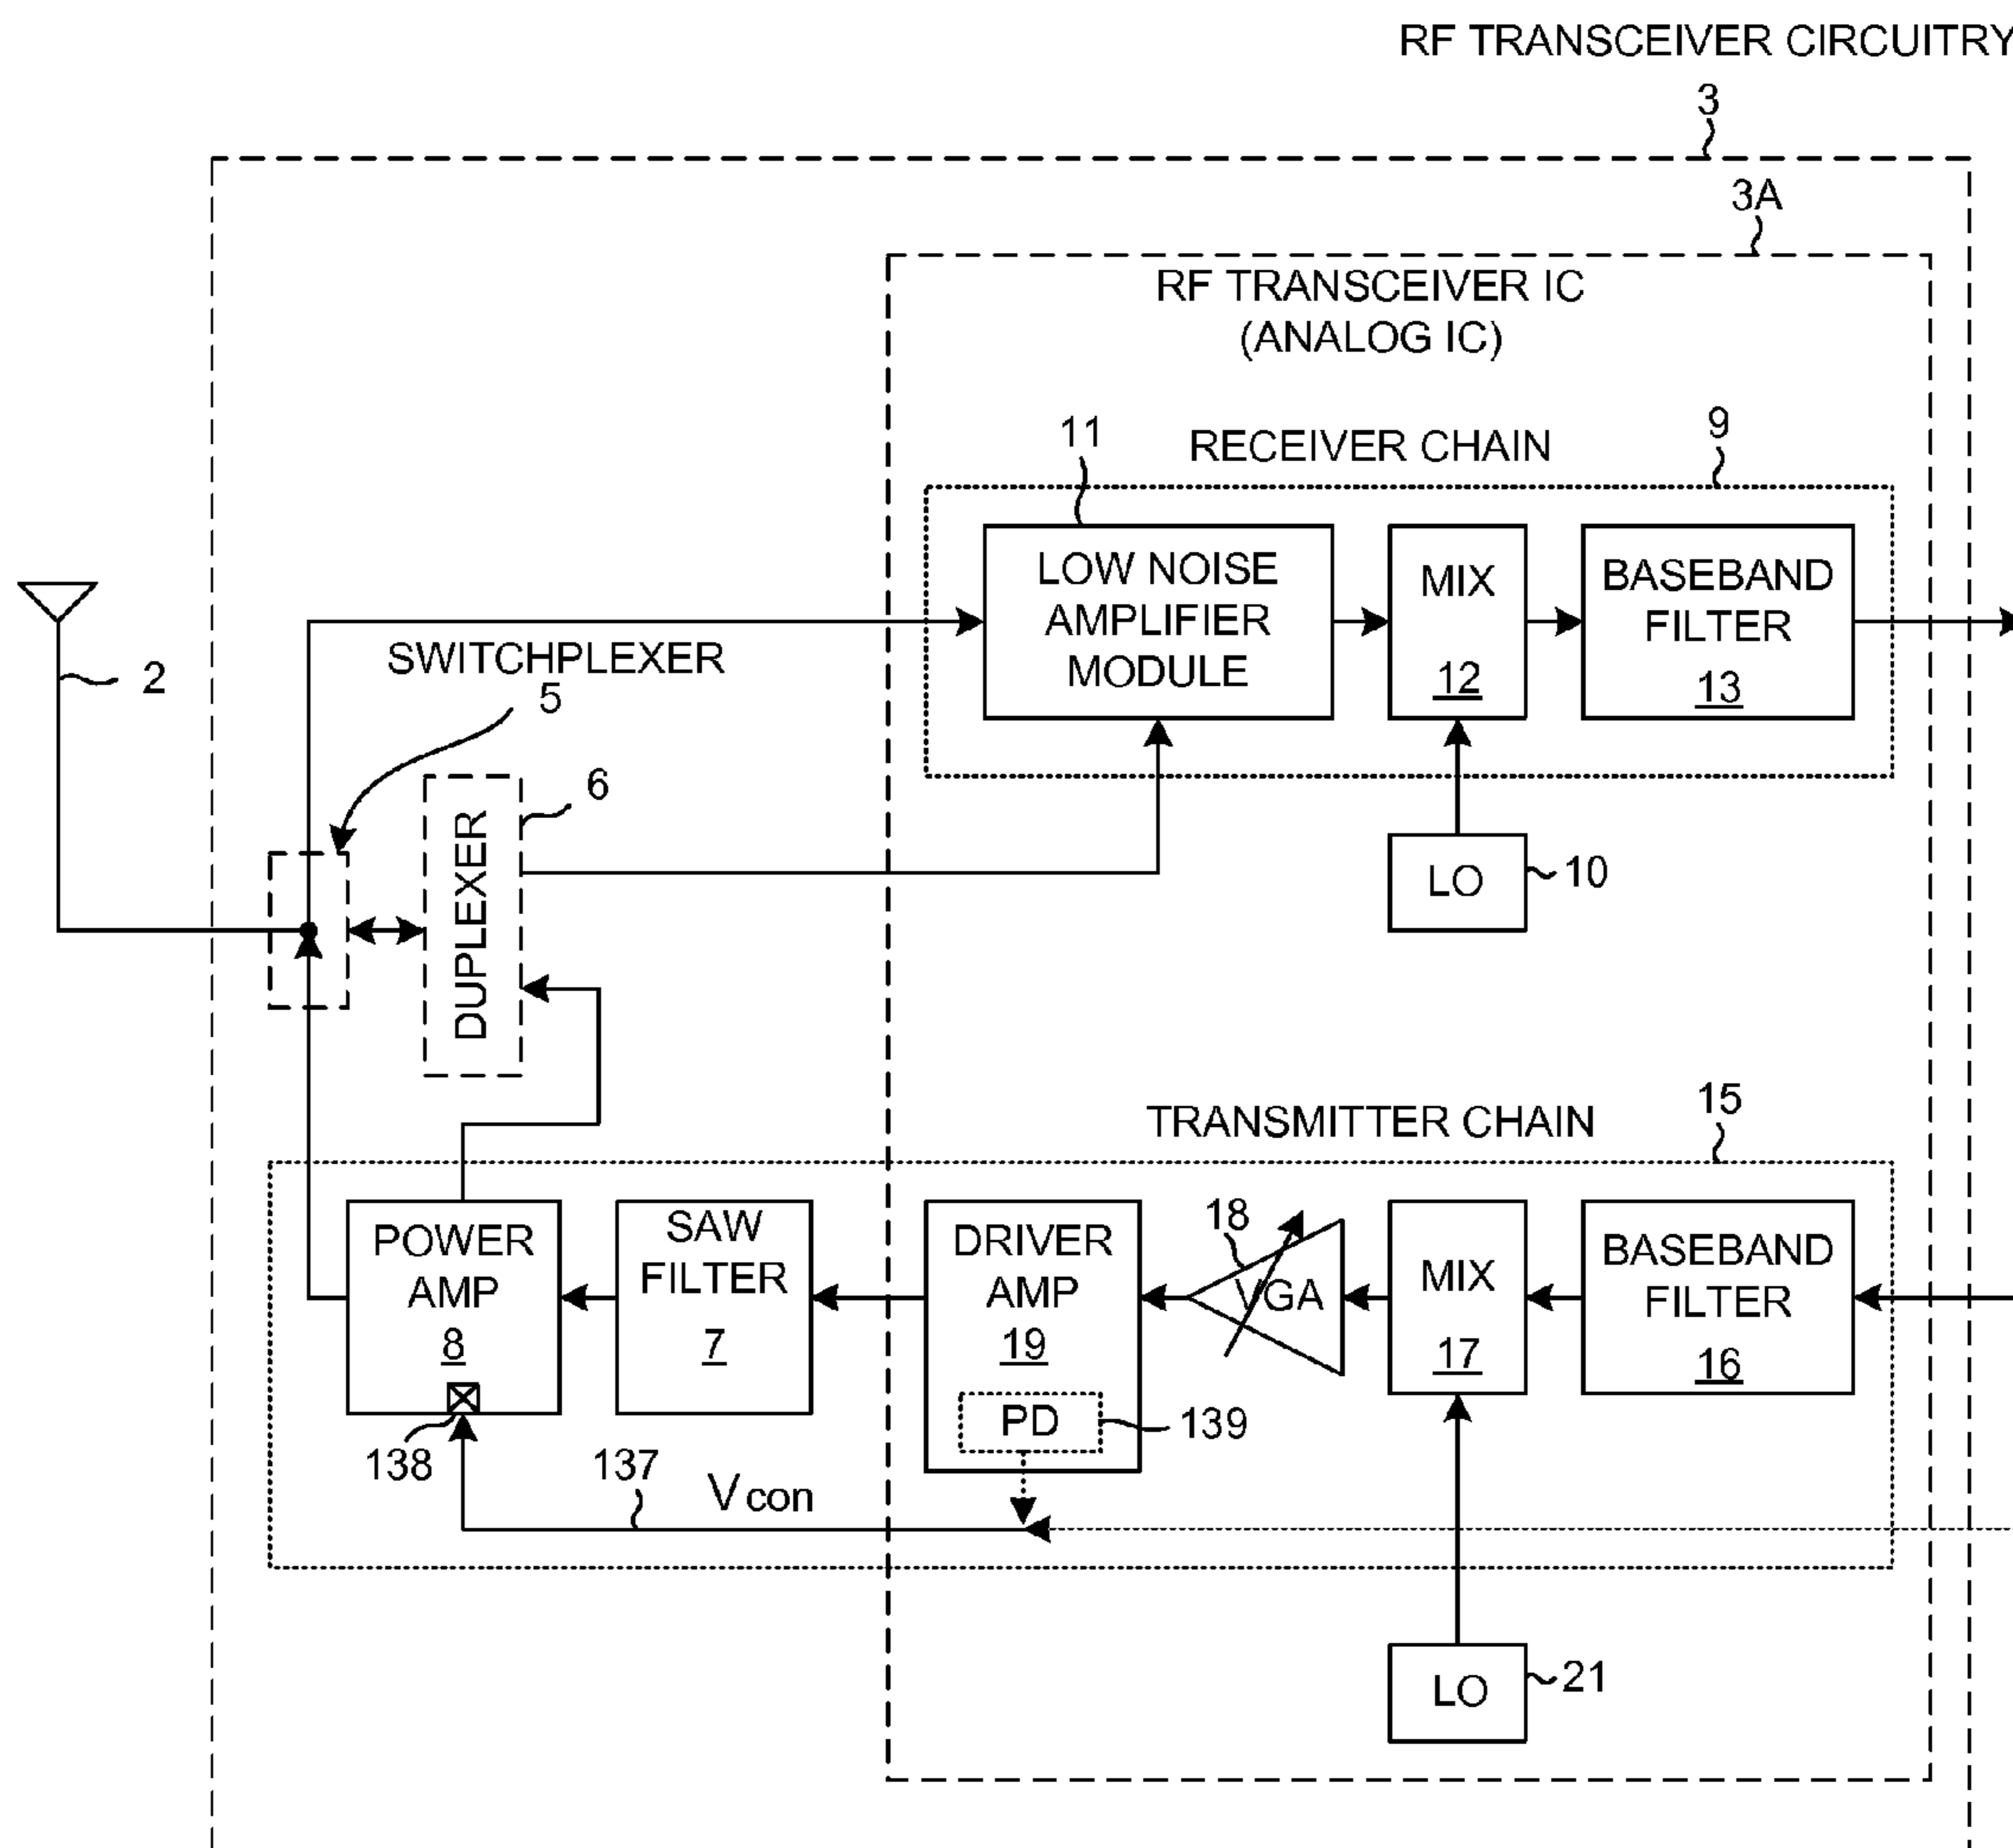 RF TRANSCEIVER CIRCUITRY
3
3A
RF TRANSCEIVER IC
(ANALOG IC)
11
RECEIVER CHAIN
9
LOW NOISE
AMPLIFIER
MODULE
MIX
12
BASEBAND
FILTER
13
2
SWITCHPLEXER
5
6
DUPLEXER
LO
10
TRANSMITTER CHAIN
15
POWER
AMP
8
SAW
FILTER
7
DRIVER
AMP
19
PD
139
18
VGA
MIX
17
BASEBAND
FILTER
16
138
137
Vcon
LO
21